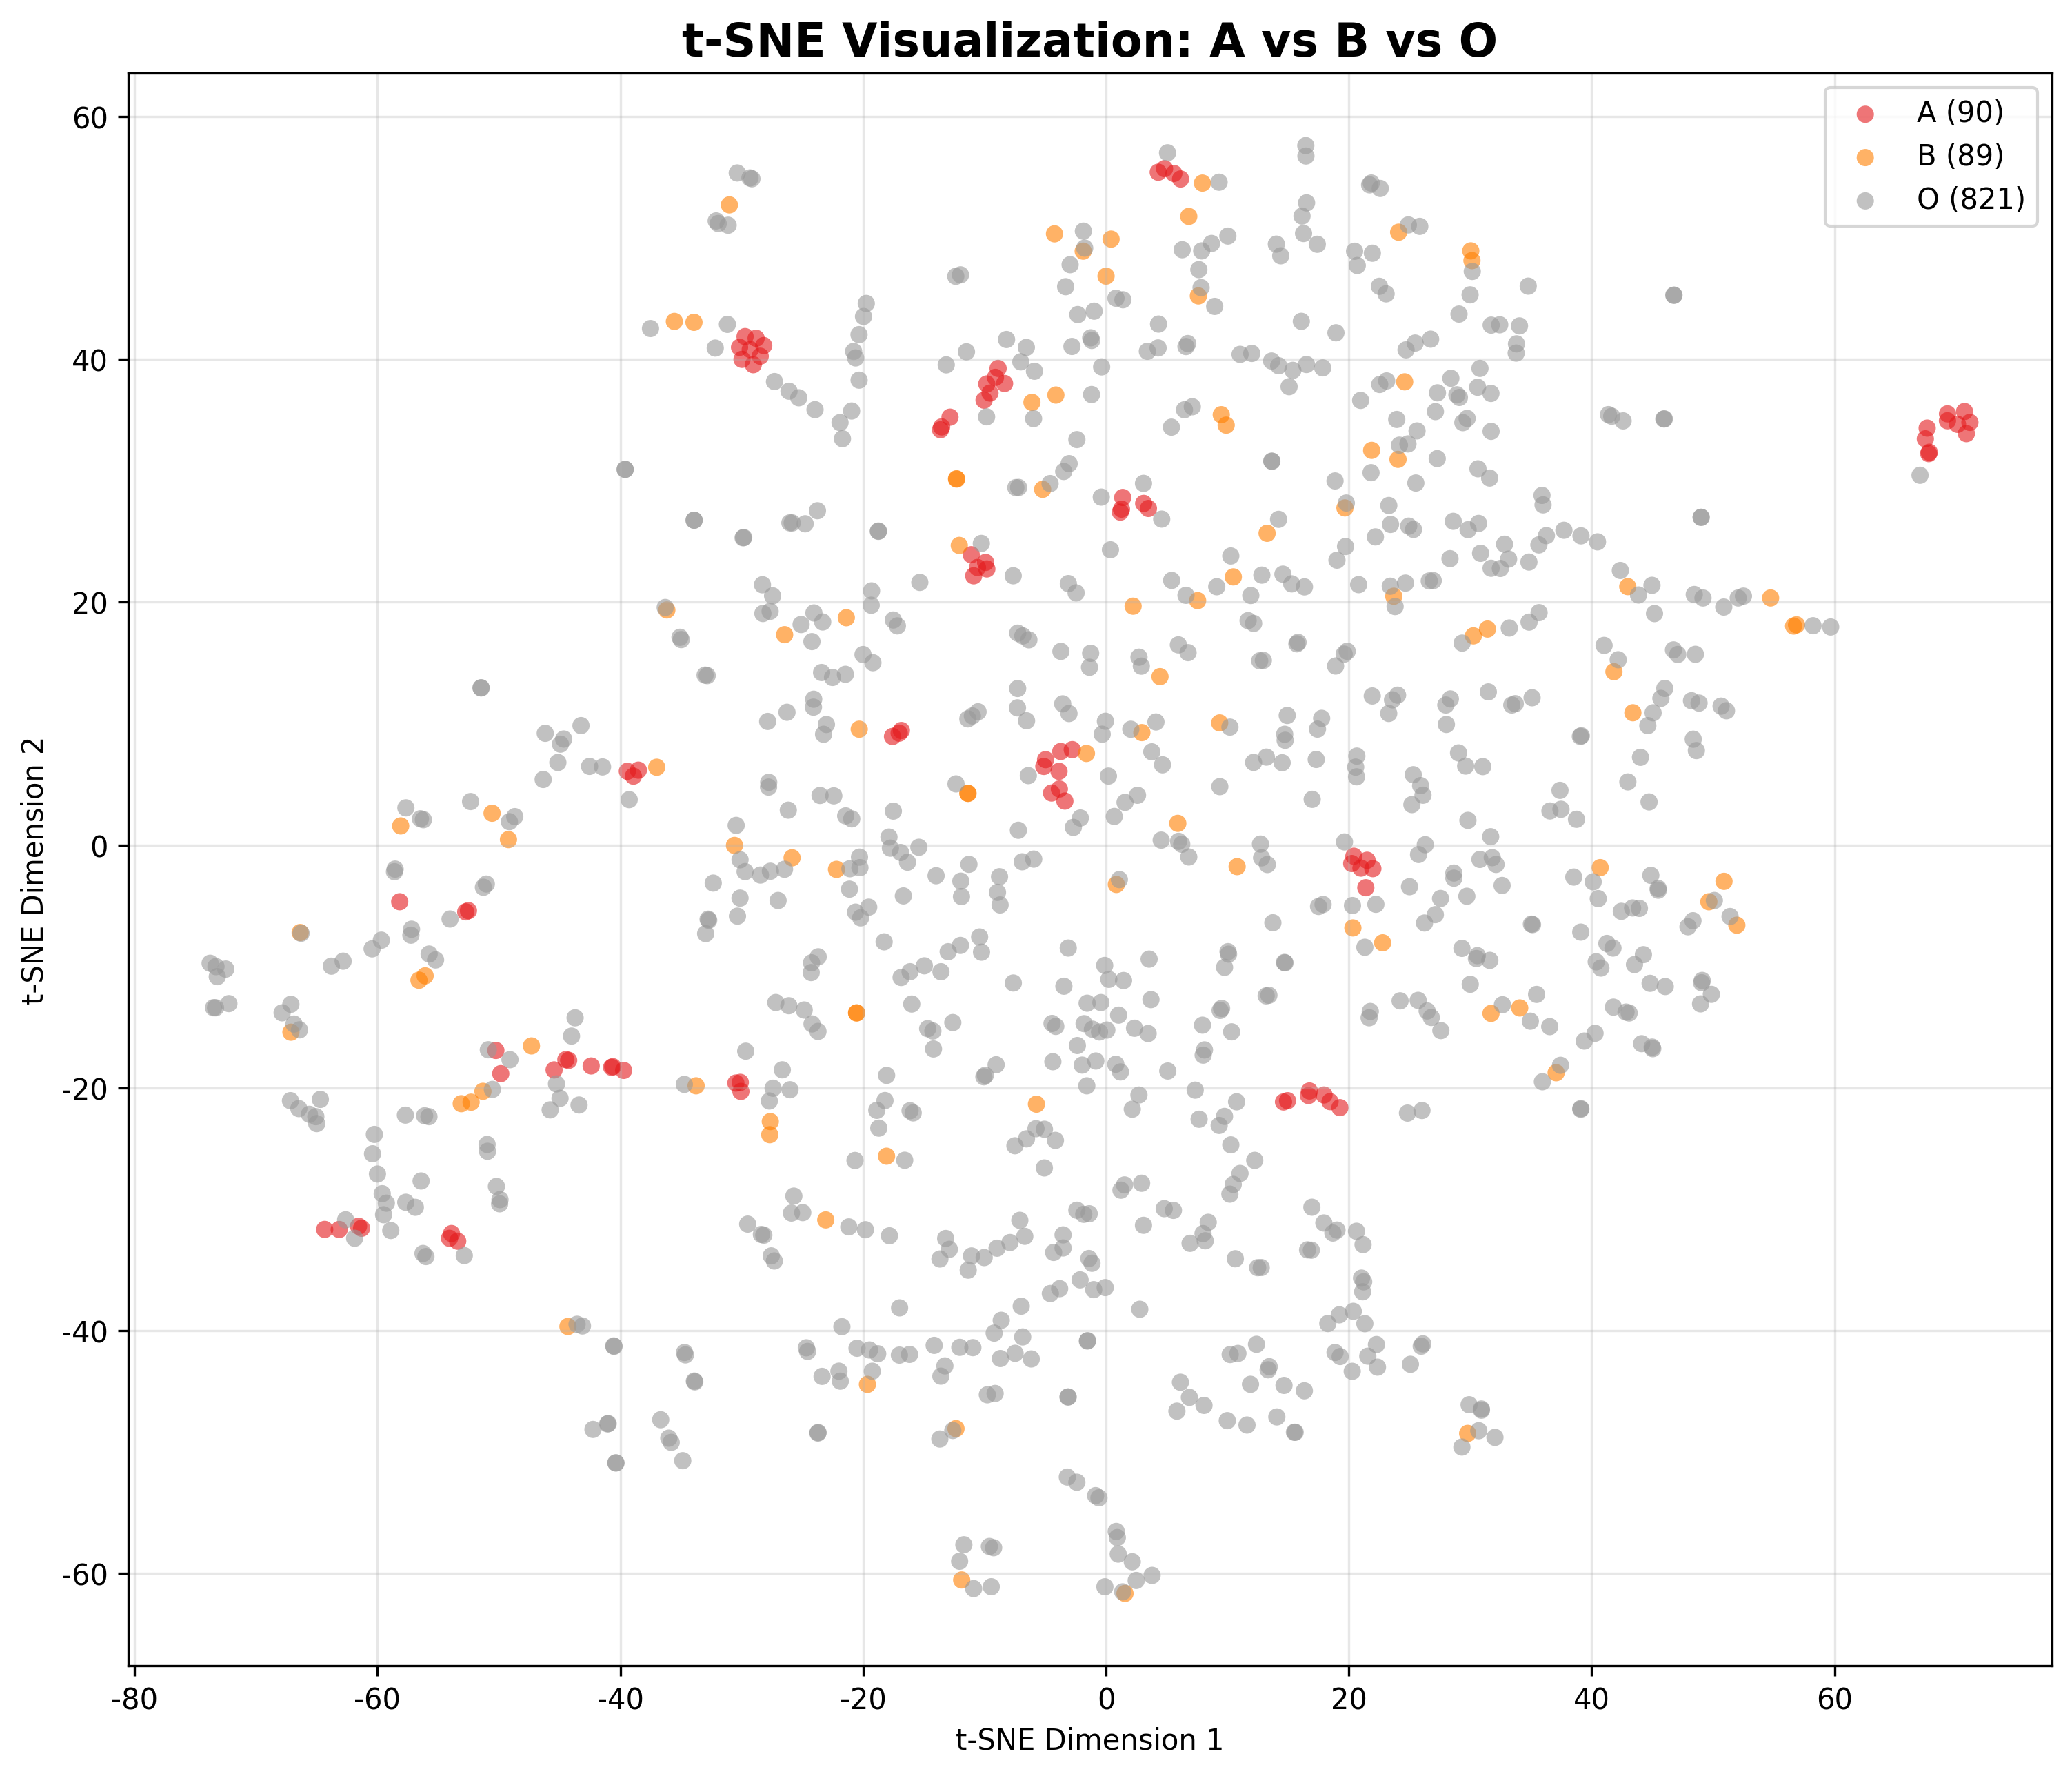 t-SNE Visualization: A vs B vs O
A (90)
B (89)
O (821)
60
40
20
0
-20
-40
-60
t-SNE Dimension 2
-80
-60
-40
-20
0
20
40
60
t-SNE Dimension 1